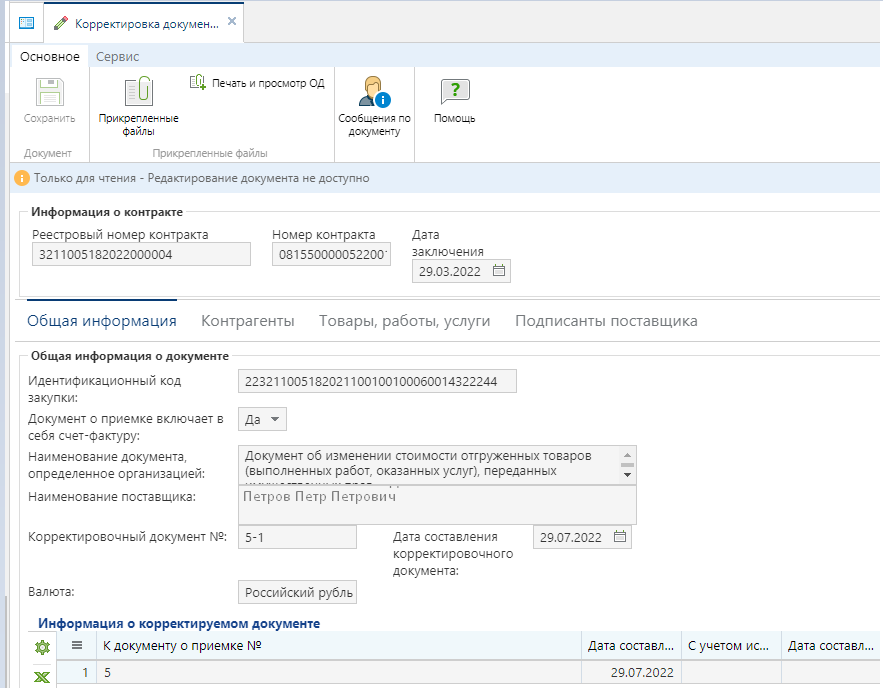 Корректировка докумен...
Основное Сервис
Сохранить
Прикрепленные файлы
Печать и просмотр ОД
Сообщения по документу
Помощь
Документ
Прикрепленные файлы
Только для чтения - Редактирование документа не доступно
Информация о контракте
Реестровый номер контракта
3211005182022000004
Номер контракта
081550000052200
Дата заключения
29.03.2022
Общая информация Контрагенты Товары, работы, услуги Подписанты поставщика
Общая информация о документе
Идентификационный код закупки:
223211005182021100100100060014322244
Документ о приемке включает в себя счет-фактуру:
Да
Наименование документа, определенное организацией:
Документ об изменении стоимости отгруженных товаров
(выполненных работ, оказанных услуг), переданных
Наименование поставщика:
Петров Петр Петрович
Корректировочный документ №:
5-1
Дата составления корректировочного документа:
29.07.2022
Валюта:
Российский рубль
Информация о корректируемом документе
К документу о приемке № Дата составл... С учетом ис... Дата составл...
1 5 29.07.2022